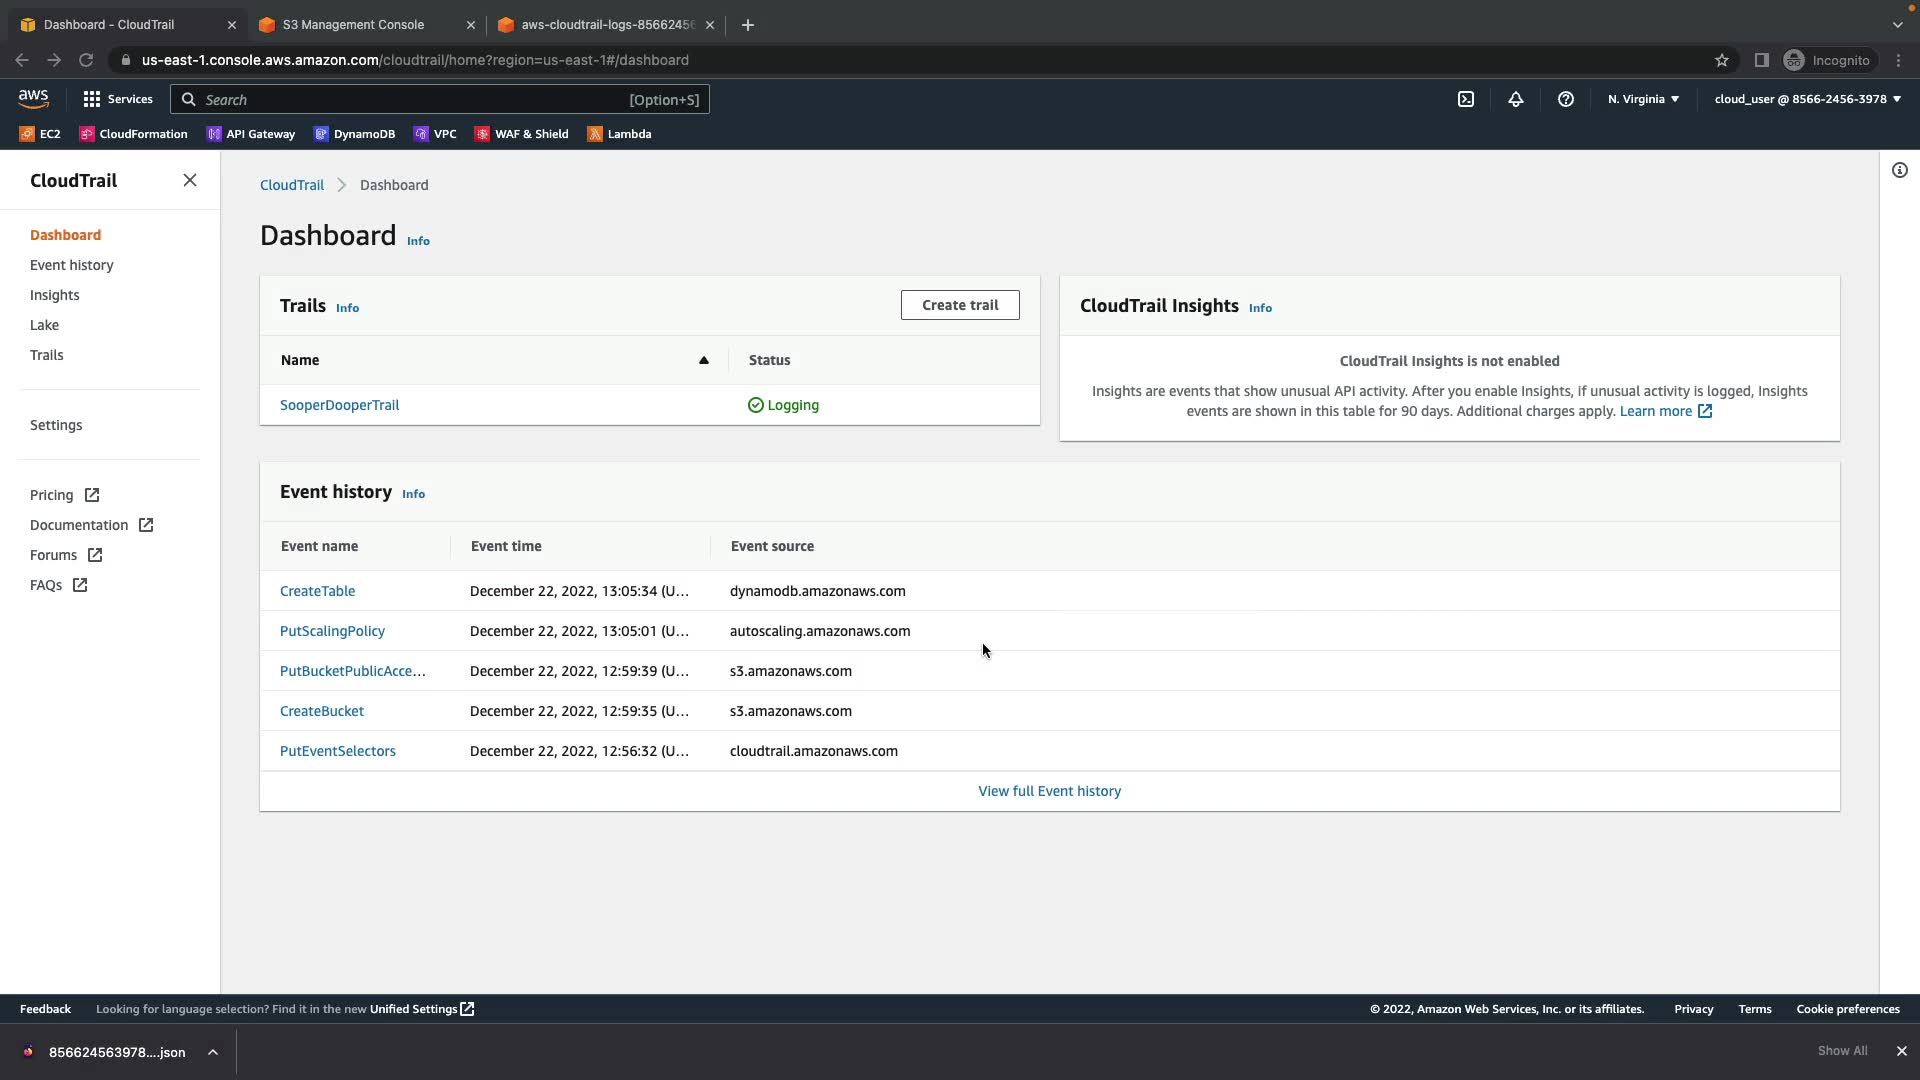 Dashboard - CloudTrail
S3 Management Console
aws-cloudtrail-logs-8566245
us-east-1.console.aws.amazon.com/cloudtrail/home?region=us-east-1#/dashboard
Incognito
aws
Services
Search
[Option+S]
N. Virginia
cloud_user @ 8566-2456-3978
EC2
CloudFormation
API Gateway
DynamoDB
VPC
WAF & Shield
Lambda
CloudTrail
Dashboard
Event history
Insights
Lake
Trails
Settings
Pricing
Documentation
Forums
FAQs
CloudTrail
Dashboard
Dashboard Info
Trails Info
Create trail
Name
Status
SooperDooperTrail
Logging
CloudTrail Insights Info
CloudTrail Insights is not enabled
Insights are events that show unusual API activity. After you enable Insights, if unusual activity is logged, Insights
events are shown in this table for 90 days. Additional charges apply. Learn more
Event history Info
Event name
Event time
Event source
CreateTable
December 22, 2022, 13:05:34 (U...
dynamodb.amazonaws.com
PutScalingPolicy
December 22, 2022, 13:05:01 (U...
autoscaling.amazonaws.com
PutBucketPublicAcce...
December 22, 2022, 12:59:39 (U...
s3.amazonaws.com
CreateBucket
December 22, 2022, 12:59:35 (U...
s3.amazonaws.com
PutEventSelectors
December 22, 2022, 12:56:32 (U...
cloudtrail.amazonaws.com
View full Event history
Feedback
Looking for language selection? Find it in the new Unified Settings
© 2022, Amazon Web Services, Inc. or its affiliates.
Privacy
Terms
Cookie preferences
856624563978....json
Show All